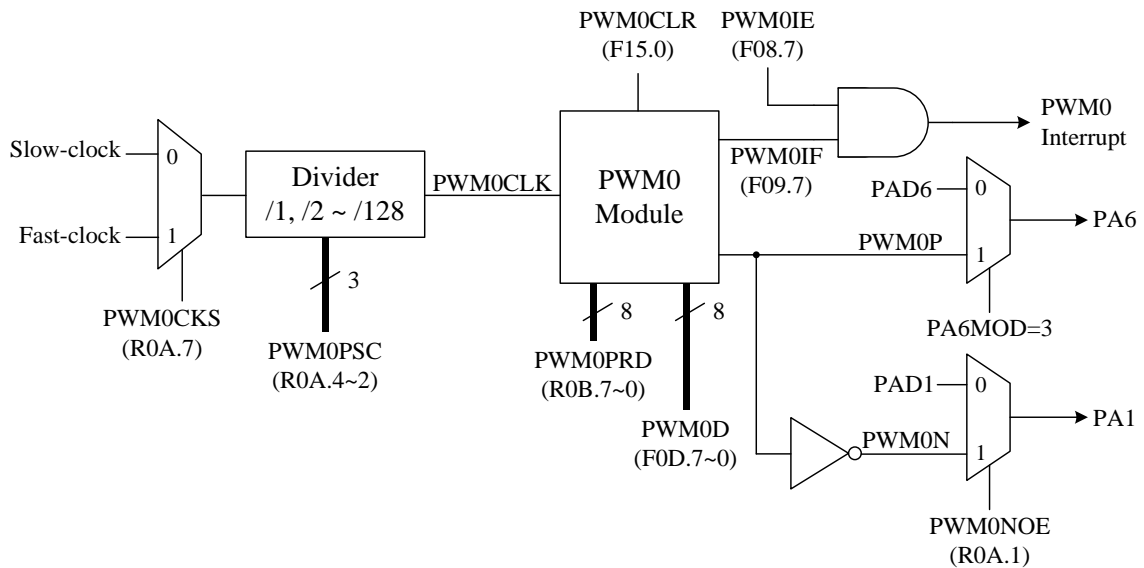 PWM0CLR
(F15.0)
PWM0IE
(F08.7)
Slow-clock
0
Fast-clock
1
PWM0CKS
(R0A.7)
Divider
/1, /2 ~ /128
3
PWM0PSC
(R0A.4~2)
PWM0CLK
PWM0
Module
8
PWM0PRD
(R0B.7~0)
8
PWM0D
(F0D.7~0)
PWM0IF
(F09.7)
PWM0
Interrupt
PAD6
0
PWM0P
1
PA6
PA6MOD=3
PAD1
0
PWM0N
1
PA1
PWM0NOE
(R0A.1)